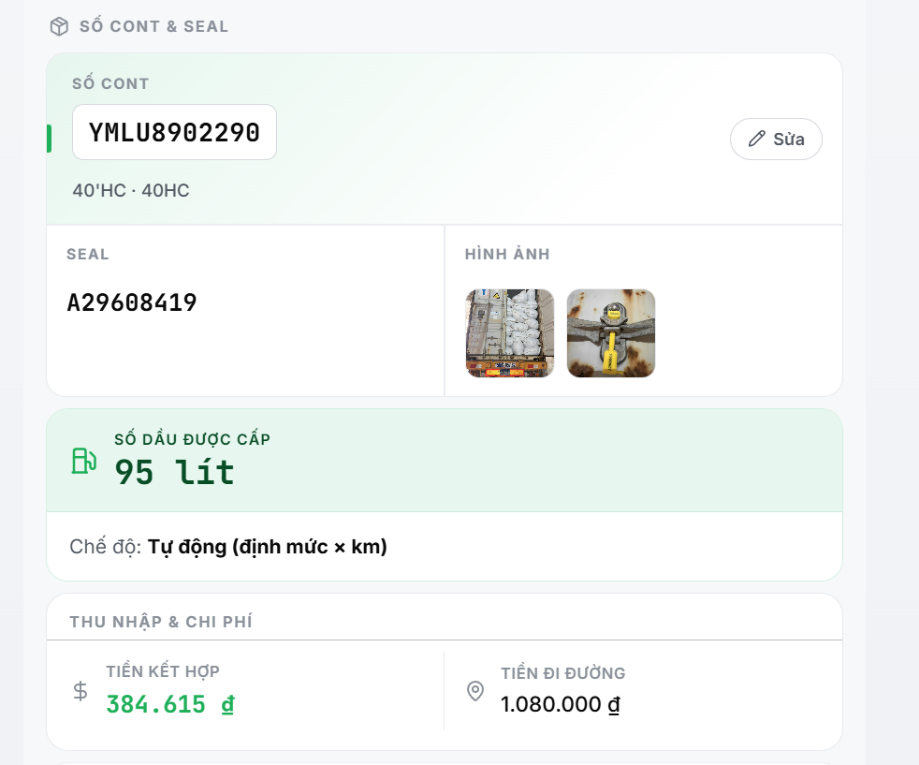 SỐ CONT & SEAL
SỐ CONT
YMLU8902290
Sửa
40'HC · 40HC
SEAL
A29608419
HÌNH ẢNH
SỐ DẦU ĐƯỢC CẤP
95 lít
Chế độ: Tự động (định mức × km)
THU NHẬP & CHI PHÍ
TIỀN KẾT HỢP
384.615 ₫
TIỀN ĐI ĐƯỜNG
1.080.000 ₫